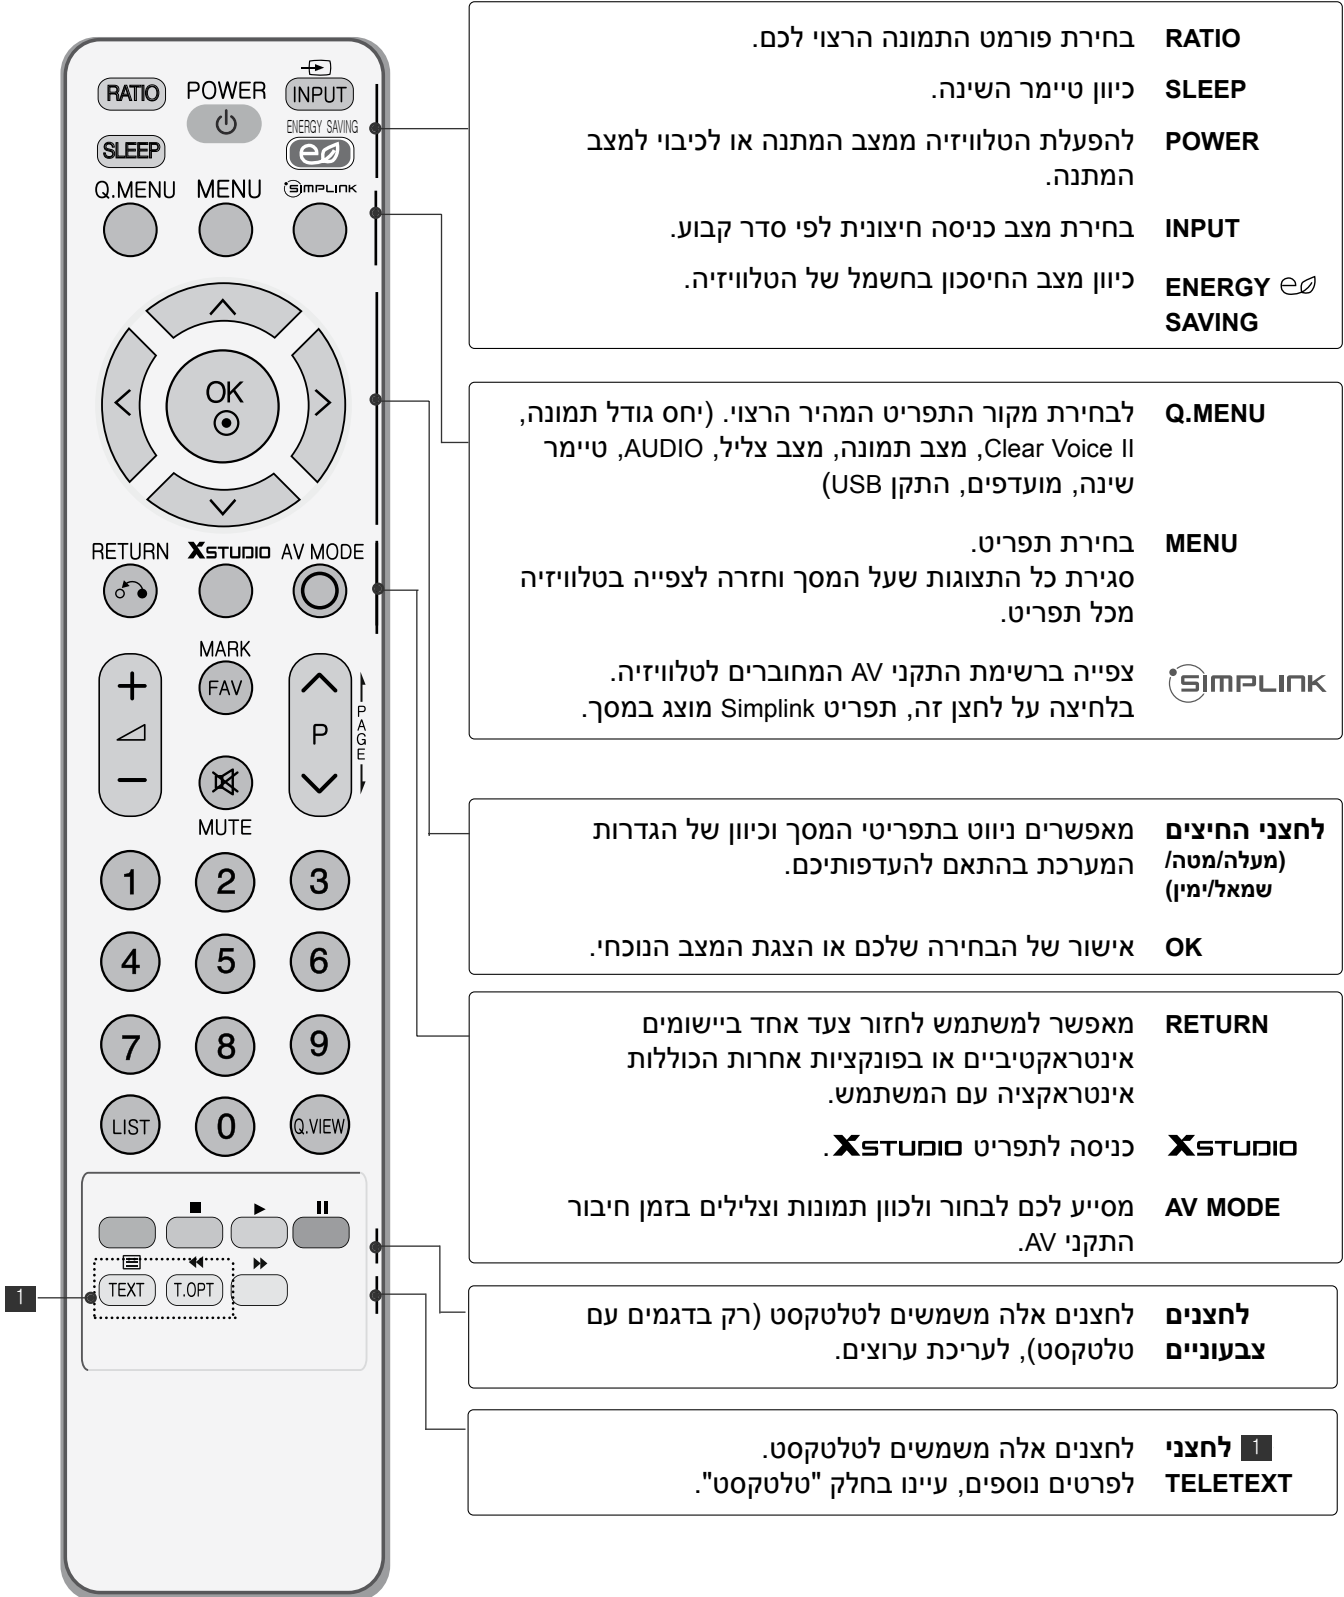 RATIO
POWER
INPUT
ENERGY SAVING
SLEEP
Q.MENU MENU SIMPLINK
OK
RETURN XSTUDIO AV MODE
MARK
FAV
P
PAGE
MUTE
1 2 3
4 5 6
7 8 9
LIST 0 Q.VIEW
TEXT T.OPT
1
RATIO בחירת פורמט התמונה הרצוי לכם.
SLEEP כיוון טיימר השינה.
POWER להפעלת הטלוויזיה ממצב המתנה או לכיבוי למצב
המתנה.
INPUT בחירת מצב כניסה חיצונית לפי סדר קבוע.
ENERGY כיוון מצב החיסכון בחשמל של הטלוויזיה.
SAVING
Q.MENU לבחירת מקור התפריט המהיר הרצוי. (יחס גודל תמונה,
Clear Voice II, מצב תמונה, מצב צליל, AUDIO, טיימר
שינה, מועדפים, התקן USB)
MENU בחירת תפריט.
סגירת כל התצוגות שעל המסך וחזרה לצפייה בטלוויזיה
מכל תפריט.
SIMPLINK צפייה ברשימת התקני AV המחוברים לטלוויזיה.
בלחיצה על לחצן זה, תפריט Simplink מוצג במסך.
לחצני החיצים מאפשרים ניווט בתפריטי המסך וכיוון של הגדרות
(מעלה/מטה/ המערכת בהתאם להעדפותיכם.
שמאל/ימין)
OK אישור של הבחירה שלכם או הצגת המצב הנוכחי.
RETURN מאפשר למשתמש לחזור צעד אחד ביישומים
אינטראקטיביים או בפונקציות אחרות הכוללות
אינטראקציה עם המשתמש.
XSTUDIO כניסה לתפריט XSTUDIO.
AV MODE מסייע לכם לבחור ולכוון תמונות וצלילים בזמן חיבור
התקני AV.
לחצנים לחצנים אלה משמשים לטלטקסט (רק בדגמים עם
צבעוניים טלטקסט), לעריכת ערוצים.
1 לחצני לחצנים אלה משמשים לטלטקסט.
TELETEXT לפרטים נוספים, עיינו בחלק "טלטקסט".